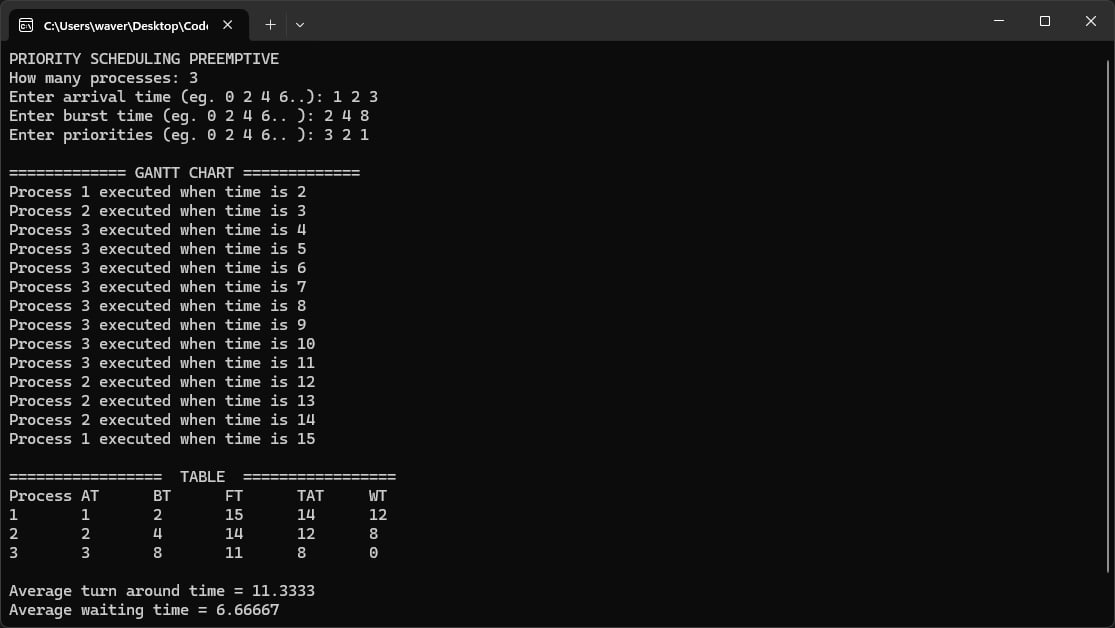 C:\Users\waver\Desktop\Code
PRIORITY SCHEDULING PREEMPTIVE
How many processes: 3
Enter arrival time (eg. 0 2 4 6..): 1 2 3
Enter burst time (eg. 0 2 4 6.. ): 2 4 8
Enter priorities (eg. 0 2 4 6.. ): 3 2 1
============= GANTT CHART =============
Process 1 executed when time is 2
Process 2 executed when time is 3
Process 3 executed when time is 4
Process 3 executed when time is 5
Process 3 executed when time is 6
Process 3 executed when time is 7
Process 3 executed when time is 8
Process 3 executed when time is 9
Process 3 executed when time is 10
Process 3 executed when time is 11
Process 2 executed when time is 12
Process 2 executed when time is 13
Process 2 executed when time is 14
Process 1 executed when time is 15
=================  TABLE  =================
Process AT      BT      FT      TAT     WT
1       1       2       15      14      12
2       2       4       14      12      8
3       3       8       11      8       0
Average turn around time = 11.3333
Average waiting time = 6.66667